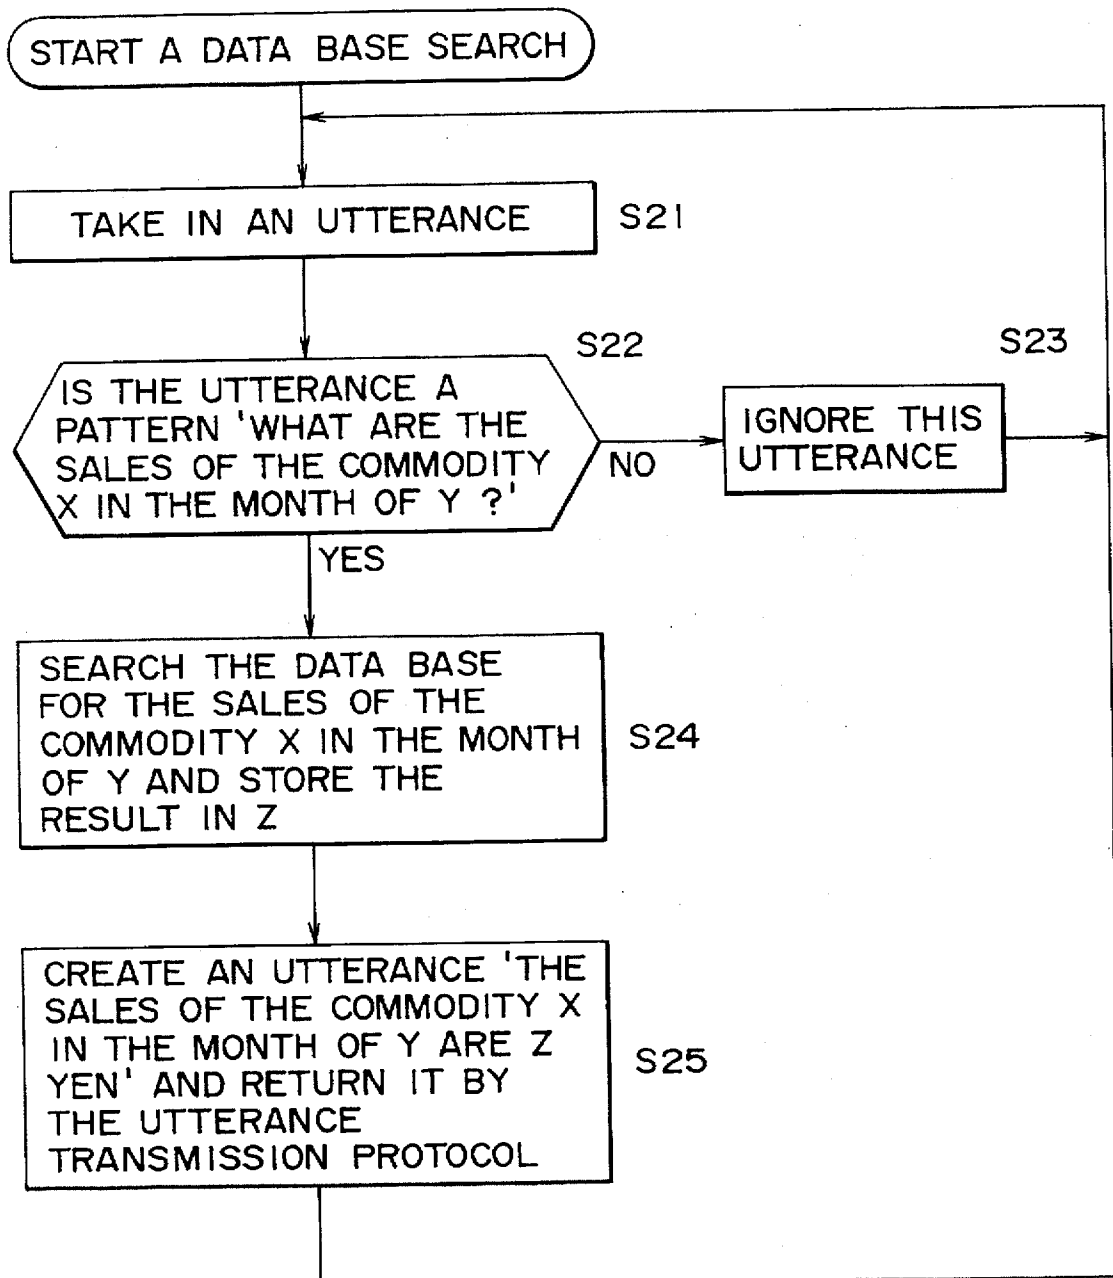 START A DATA BASE SEARCH
TAKE IN AN UTTERANCE
S21
S22
IS THE UTTERANCE A
PATTERN 'WHAT ARE THE
SALES OF THE COMMODITY
X IN THE MONTH OF Y ?'
NO
S23
IGNORE THIS
UTTERANCE
YES
SEARCH THE DATA BASE
FOR THE SALES OF THE
COMMODITY X IN THE MONTH
OF Y AND STORE THE
RESULT IN Z
S24
CREATE AN UTTERANCE 'THE
SALES OF THE COMMODITY X
IN THE MONTH OF Y ARE Z
YEN' AND RETURN IT BY
THE UTTERANCE
TRANSMISSION PROTOCOL
S25